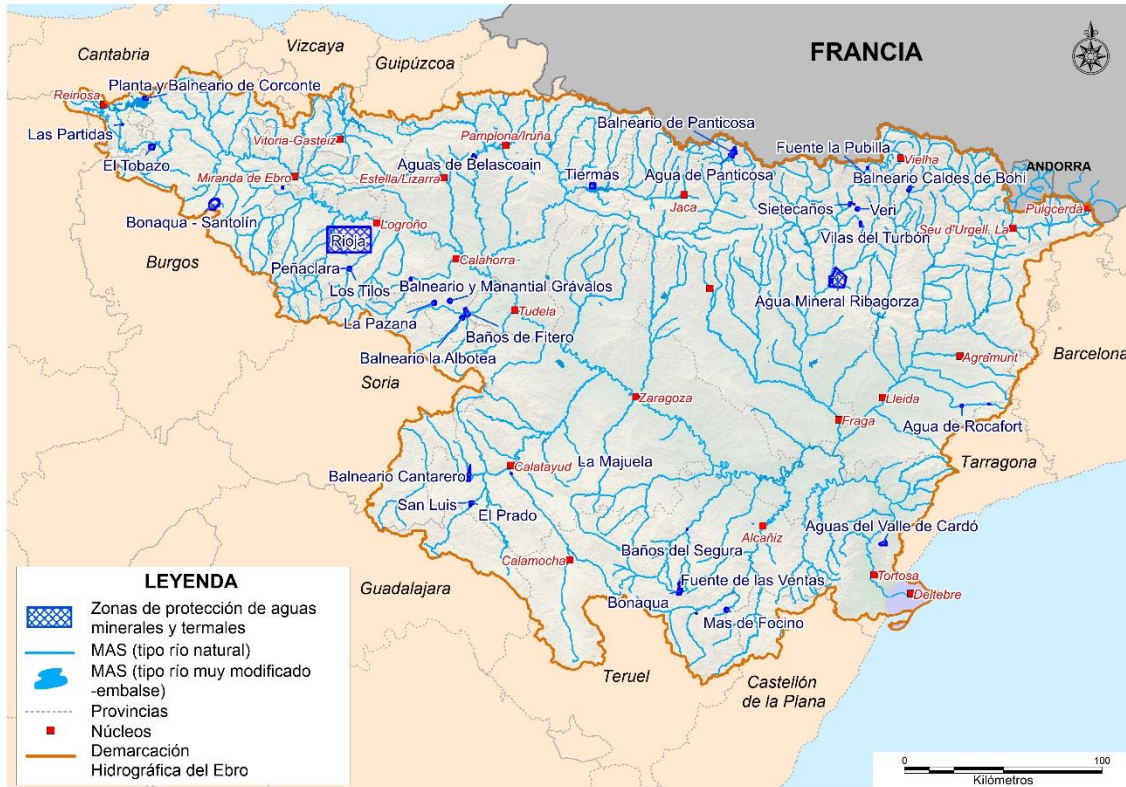 Cantabria
Vizcaya
Guipúzcoa
FRANCIA
Reinosa
Planta y Balneario de Corconte
Las Partidas
El Tobazo
Vitoria-Gasteiz
Pamplona/Iruña
Balneario de Panticosa
Fuente la Pubilla
Vielha
ANDORRA
Aguas de Belascoain
Tiermas
Agua de Panticosa
Balneario Caldes de Bohi
Miranda de Ebro
Estella/Lizarra
Jaca
Sietecaños
Veri
Puigcerdà
Bonaqua - Santolín
Logroño
Vilas del Turbón
Seu d'Urgell, La
Rioja
Burgos
Peñaclara
Calahorra
Los Tilos
Balneario y Manantial Grávalos
Agua Mineral Ribagorza
La Pazana
Tudela
Baños de Fitero
Balneario la Albotea
Agramunt
Barcelona
Soria
Zaragoza
Lleida
Fraga
Agua de Rocafort
Calatayud
La Majuela
Tarragona
Balneario Cantarero
San Luis
El Prado
Alcañiz
Aguas del Valle de Cardó
Calamocha
Baños del Segura
Fuente de las Ventas
Tortosa
Guadalajara
Bonaqua
Deltebre
Mas de Focino
Teruel
Castellón
de la Plana
LEYENDA
Zonas de protección de aguas
minerales y termales
MAS (tipo río natural)
MAS (tipo río muy modificado
-embalse)
Provincias
Núcleos
Demarcación
Hidrográfica del Ebro
0 100
Kilómetros